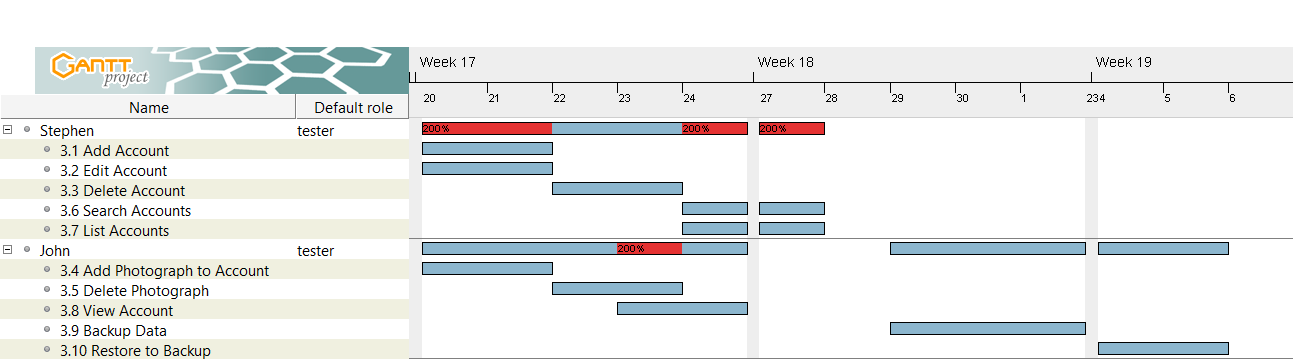 GANTT project
Week 17 Week 18 Week 19
Name Default role 20 21 22 23 24 27 28 29 30 1 234 5 6
Stephen tester 200% 200% 200%
3.1 Add Account
3.2 Edit Account
3.3 Delete Account
3.6 Search Accounts
3.7 List Accounts
John tester 200%
3.4 Add Photograph to Account
3.5 Delete Photograph
3.8 View Account
3.9 Backup Data
3.10 Restore to Backup